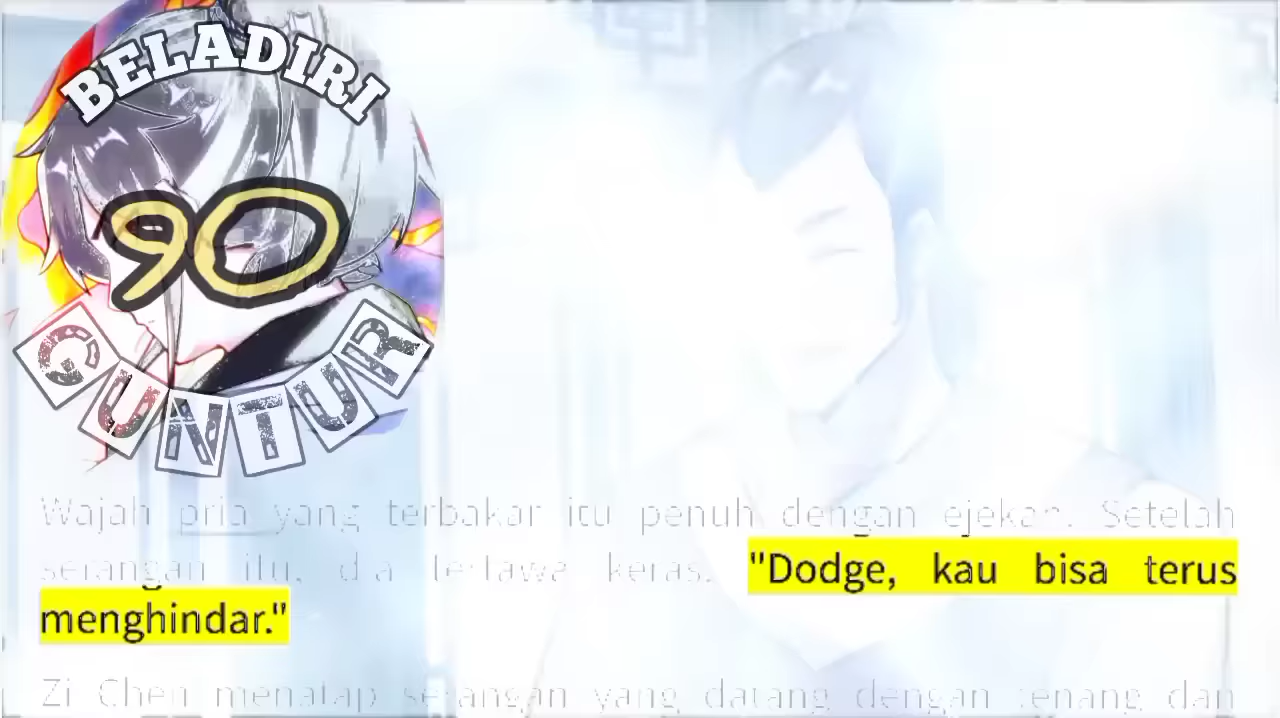 BELADIRI
90
GUNTUR
Wajah pria yang terbakar itu penuh dengan ejekan. Setelah
serangan itu, dia tertawa keras. "Dodge, kau bisa terus
menghindar."
Zi Chen menatap serangan yang datang dengan tenang dan